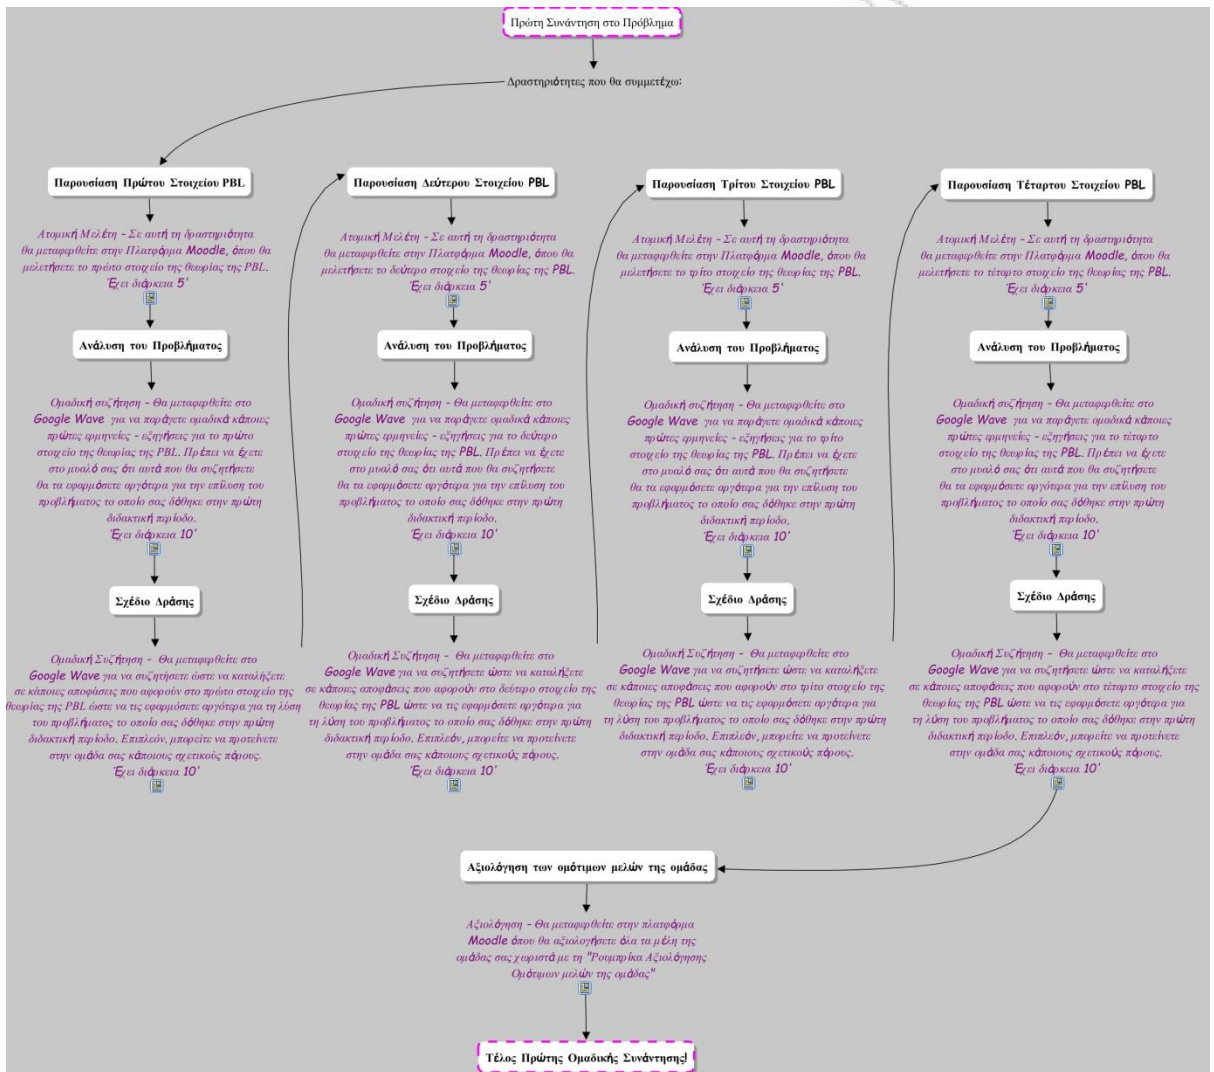 Πρώτη Συνάντηση στο Πρόβλημα
Δραστηριότητες που θα συμμετέχω:
Παρουσίαση Πρώτου Στοιχείου PBL
Ατομική Μελέτη - Σε αυτή τη δραστηριότητα
θα μεταφερθείτε στην Πλατφόρμα Moodle, όπου θα
μελετήσετε το πρώτο στοιχείο της θεωρίας της PBL.
Έχει διάρκεια 5'
Ανάλυση του Προβλήματος
Ομαδική συζήτηση - Θα μεταφερθείτε στο
Google Wave για να παράγετε ομαδικά κάποιες
πρώτες ερμηνείες - εξηγήσεις για το πρώτο
στοιχείο της θεωρίας της PBL. Πρέπει να έχετε
στο μυαλό σας ότι αυτά που θα συζητήσετε
θα τα εφαρμόσετε αργότερα για την επίλυση του
προβλήματος το οποίο σας δόθηκε στην πρώτη
διδακτική περίοδο.
Έχει διάρκεια 10'
Σχέδιο Δράσης
Ομαδική Συζήτηση - Θα μεταφερθείτε στο
Google Wave για να συζητήσετε ώστε να καταλήξετε
σε κάποιες αποφάσεις που αφορούν στο πρώτο στοιχείο της
θεωρίας της PBL ώστε να τις εφαρμόσετε αργότερα για τη λύση
του προβλήματος το οποίο σας δόθηκε στην πρώτη
διδακτική περίοδο. Επιπλεόν, μπορείτε να προτείνετε
στην ομάδα σας κάποιους σχετικούς πόρους.
Έχει διάρκεια 10'
Παρουσίαση Δεύτερου Στοιχείου PBL
Ατομική Μελέτη - Σε αυτή τη δραστηριότητα
θα μεταφερθείτε στην Πλατφόρμα Moodle, όπου θα
μελετήσετε το δεύτερο στοιχείο της θεωρίας της PBL.
Έχει διάρκεια 5'
Ανάλυση του Προβλήματος
Ομαδική συζήτηση - Θα μεταφερθείτε στο
Google Wave για να παράγετε ομαδικά κάποιες
πρώτες ερμηνείες - εξηγήσεις για το δεύτερο
στοιχείο της θεωρίας της PBL. Πρέπει να έχετε
στο μυαλό σας ότι αυτά που θα συζητήσετε
θα τα εφαρμόσετε αργότερα για την επίλυση του
προβλήματος το οποίο σας δόθηκε στην πρώτη
διδακτική περίοδο.
Έχει διάρκεια 10'
Σχέδιο Δράσης
Ομαδική Συζήτηση - Θα μεταφερθείτε στο
Google Wave για να συζητήσετε ώστε να καταλήξετε
σε κάποιες αποφάσεις που αφορούν στο δεύτερο στοιχείο της
θεωρίας της PBL ώστε να τις εφαρμόσετε αργότερα για
τη λύση του προβλήματος το οποίο σας δόθηκε στην πρώτη
διδακτική περίοδο. Επιπλεόν, μπορείτε να προτείνετε
στην ομάδα σας κάποιους σχετικούς πόρους.
Έχει διάρκεια 10'
Παρουσίαση Τρίτου Στοιχείου PBL
Ατομική Μελέτη - Σε αυτή τη δραστηριότητα
θα μεταφερθείτε στην Πλατφόρμα Moodle, όπου θα
μελετήσετε το τρίτο στοιχείο της θεωρίας της PBL.
Έχει διάρκεια 5'
Ανάλυση του Προβλήματος
Ομαδική συζήτηση - Θα μεταφερθείτε στο
Google Wave για να παράγετε ομαδικά κάποιες
πρώτες ερμηνείες - εξηγήσεις για το τρίτο
στοιχείο της θεωρίας της PBL. Πρέπει να έχετε
στο μυαλό σας ότι αυτά που θα συζητήσετε
θα τα εφαρμόσετε αργότερα για την επίλυση του
προβλήματος το οποίο σας δόθηκε στην πρώτη
διδακτική περίοδο.
Έχει διάρκεια 10'
Σχέδιο Δράσης
Ομαδική Συζήτηση - Θα μεταφερθείτε στο
Google Wave για να συζητήσετε ώστε να καταλήξετε
σε κάποιες αποφάσεις που αφορούν στο τρίτο στοιχείο της
θεωρίας της PBL ώστε να τις εφαρμόσετε αργότερα για
τη λύση του προβλήματος το οποίο σας δόθηκε στην πρώτη
διδακτική περίοδο. Επιπλεόν, μπορείτε να προτείνετε
στην ομάδα σας κάποιους σχετικούς πόρους.
Έχει διάρκεια 10'
Παρουσίαση Τέταρτου Στοιχείου PBL
Ατομική Μελέτη - Σε αυτή τη δραστηριότητα
θα μεταφερθείτε στην Πλατφόρμα Moodle, όπου θα
μελετήσετε το τέταρτο στοιχείο της θεωρίας της PBL.
Έχει διάρκεια 5'
Ανάλυση του Προβλήματος
Ομαδική συζήτηση - Θα μεταφερθείτε στο
Google Wave για να παράγετε ομαδικά κάποιες
πρώτες ερμηνείες - εξηγήσεις για το τέταρτο
στοιχείο της θεωρίας της PBL. Πρέπει να έχετε
στο μυαλό σας ότι αυτά που θα συζητήσετε
θα τα εφαρμόσετε αργότερα για την επίλυση του
προβλήματος το οποίο σας δόθηκε στην πρώτη
διδακτική περίοδο.
Έχει διάρκεια 10'
Σχέδιο Δράσης
Ομαδική Συζήτηση - Θα μεταφερθείτε στο
Google Wave για να συζητήσετε ώστε να καταλήξετε
σε κάποιες αποφάσεις που αφορούν στο τέταρτο στοιχείο της
θεωρίας της PBL ώστε να τις εφαρμόσετε αργότερα για
τη λύση του προβλήματος το οποίο σας δόθηκε στην πρώτη
διδακτική περίοδο. Επιπλεόν, μπορείτε να προτείνετε
στην ομάδα σας κάποιους σχετικούς πόρους.
Έχει διάρκεια 10'
Αξιολόγηση των ομότιμων μελών της ομάδας
Αξιολόγηση - Θα μεταφερθείτε στην πλατφόρμα
Moodle όπου θα αξιολογήσετε όλα τα μέλη της
ομάδας σας χωριστά με τη "Ρουμπρίκα Αξιολόγησης
Ομότιμων μελών της ομάδας"
Τέλος Πρώτης Ομαδικής Συνάντησης!